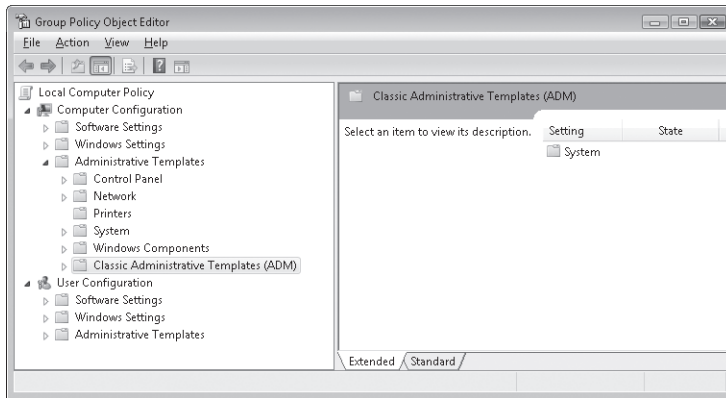 Group Policy Object Editor
File Action View Help
Local Computer Policy
Computer Configuration
Software Settings
Windows Settings
Administrative Templates
Control Panel
Network
Printers
System
Windows Components
Classic Administrative Templates (ADM)
User Configuration
Software Settings
Windows Settings
Administrative Templates
Classic Administrative Templates (ADM)
Select an item to view its description.
Setting State
System
Extended Standard